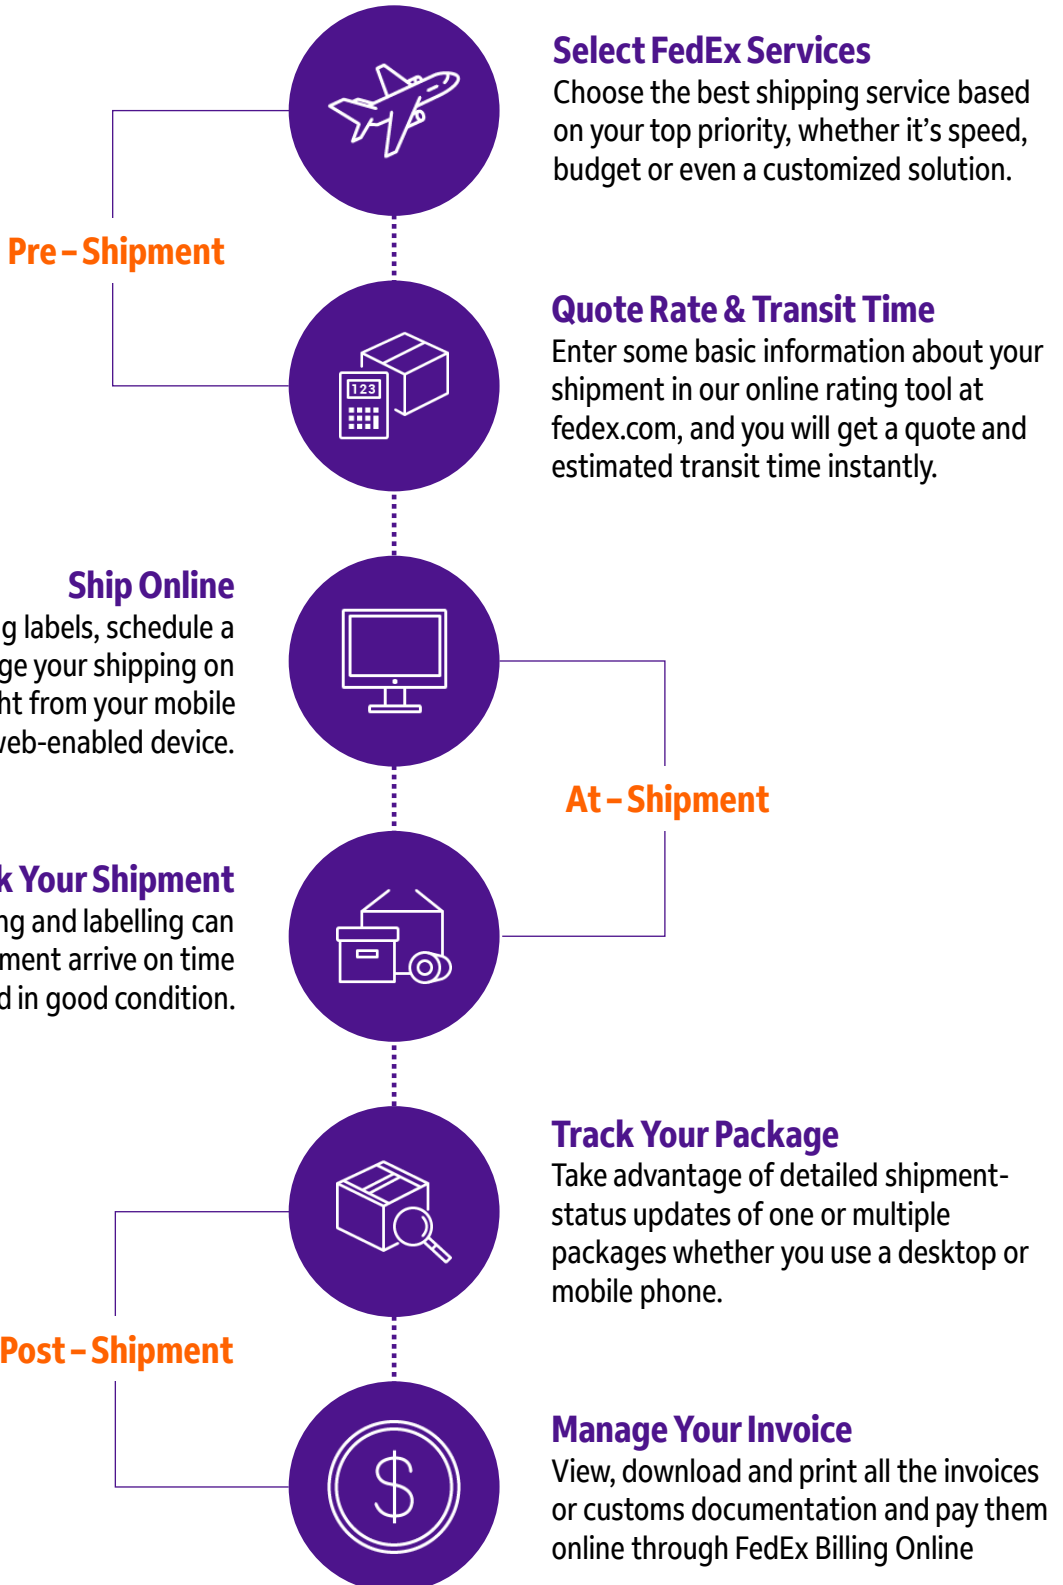 Select FedEx Services
Choose the best shipping service based
on your top priority, whether it’s speed,
budget or even a customized solution.
Pre – Shipment
Quote Rate & Transit Time
Enter some basic information about your
shipment in our online rating tool at
fedex.com, and you will get a quote and
estimated transit time instantly.
123
Ship Online
labels, schedule a
your shipping on
from your mobile
web-enabled device.
At – Shipment
Your Shipment
and labelling can
arrive on time
in good condition.
Track Your Package
Take advantage of detailed shipment-
status updates of one or multiple
packages whether you use a desktop or
mobile phone.
Post – Shipment
$
Manage Your Invoice
View, download and print all the invoices
or customs documentation and pay them
online through FedEx Billing Online